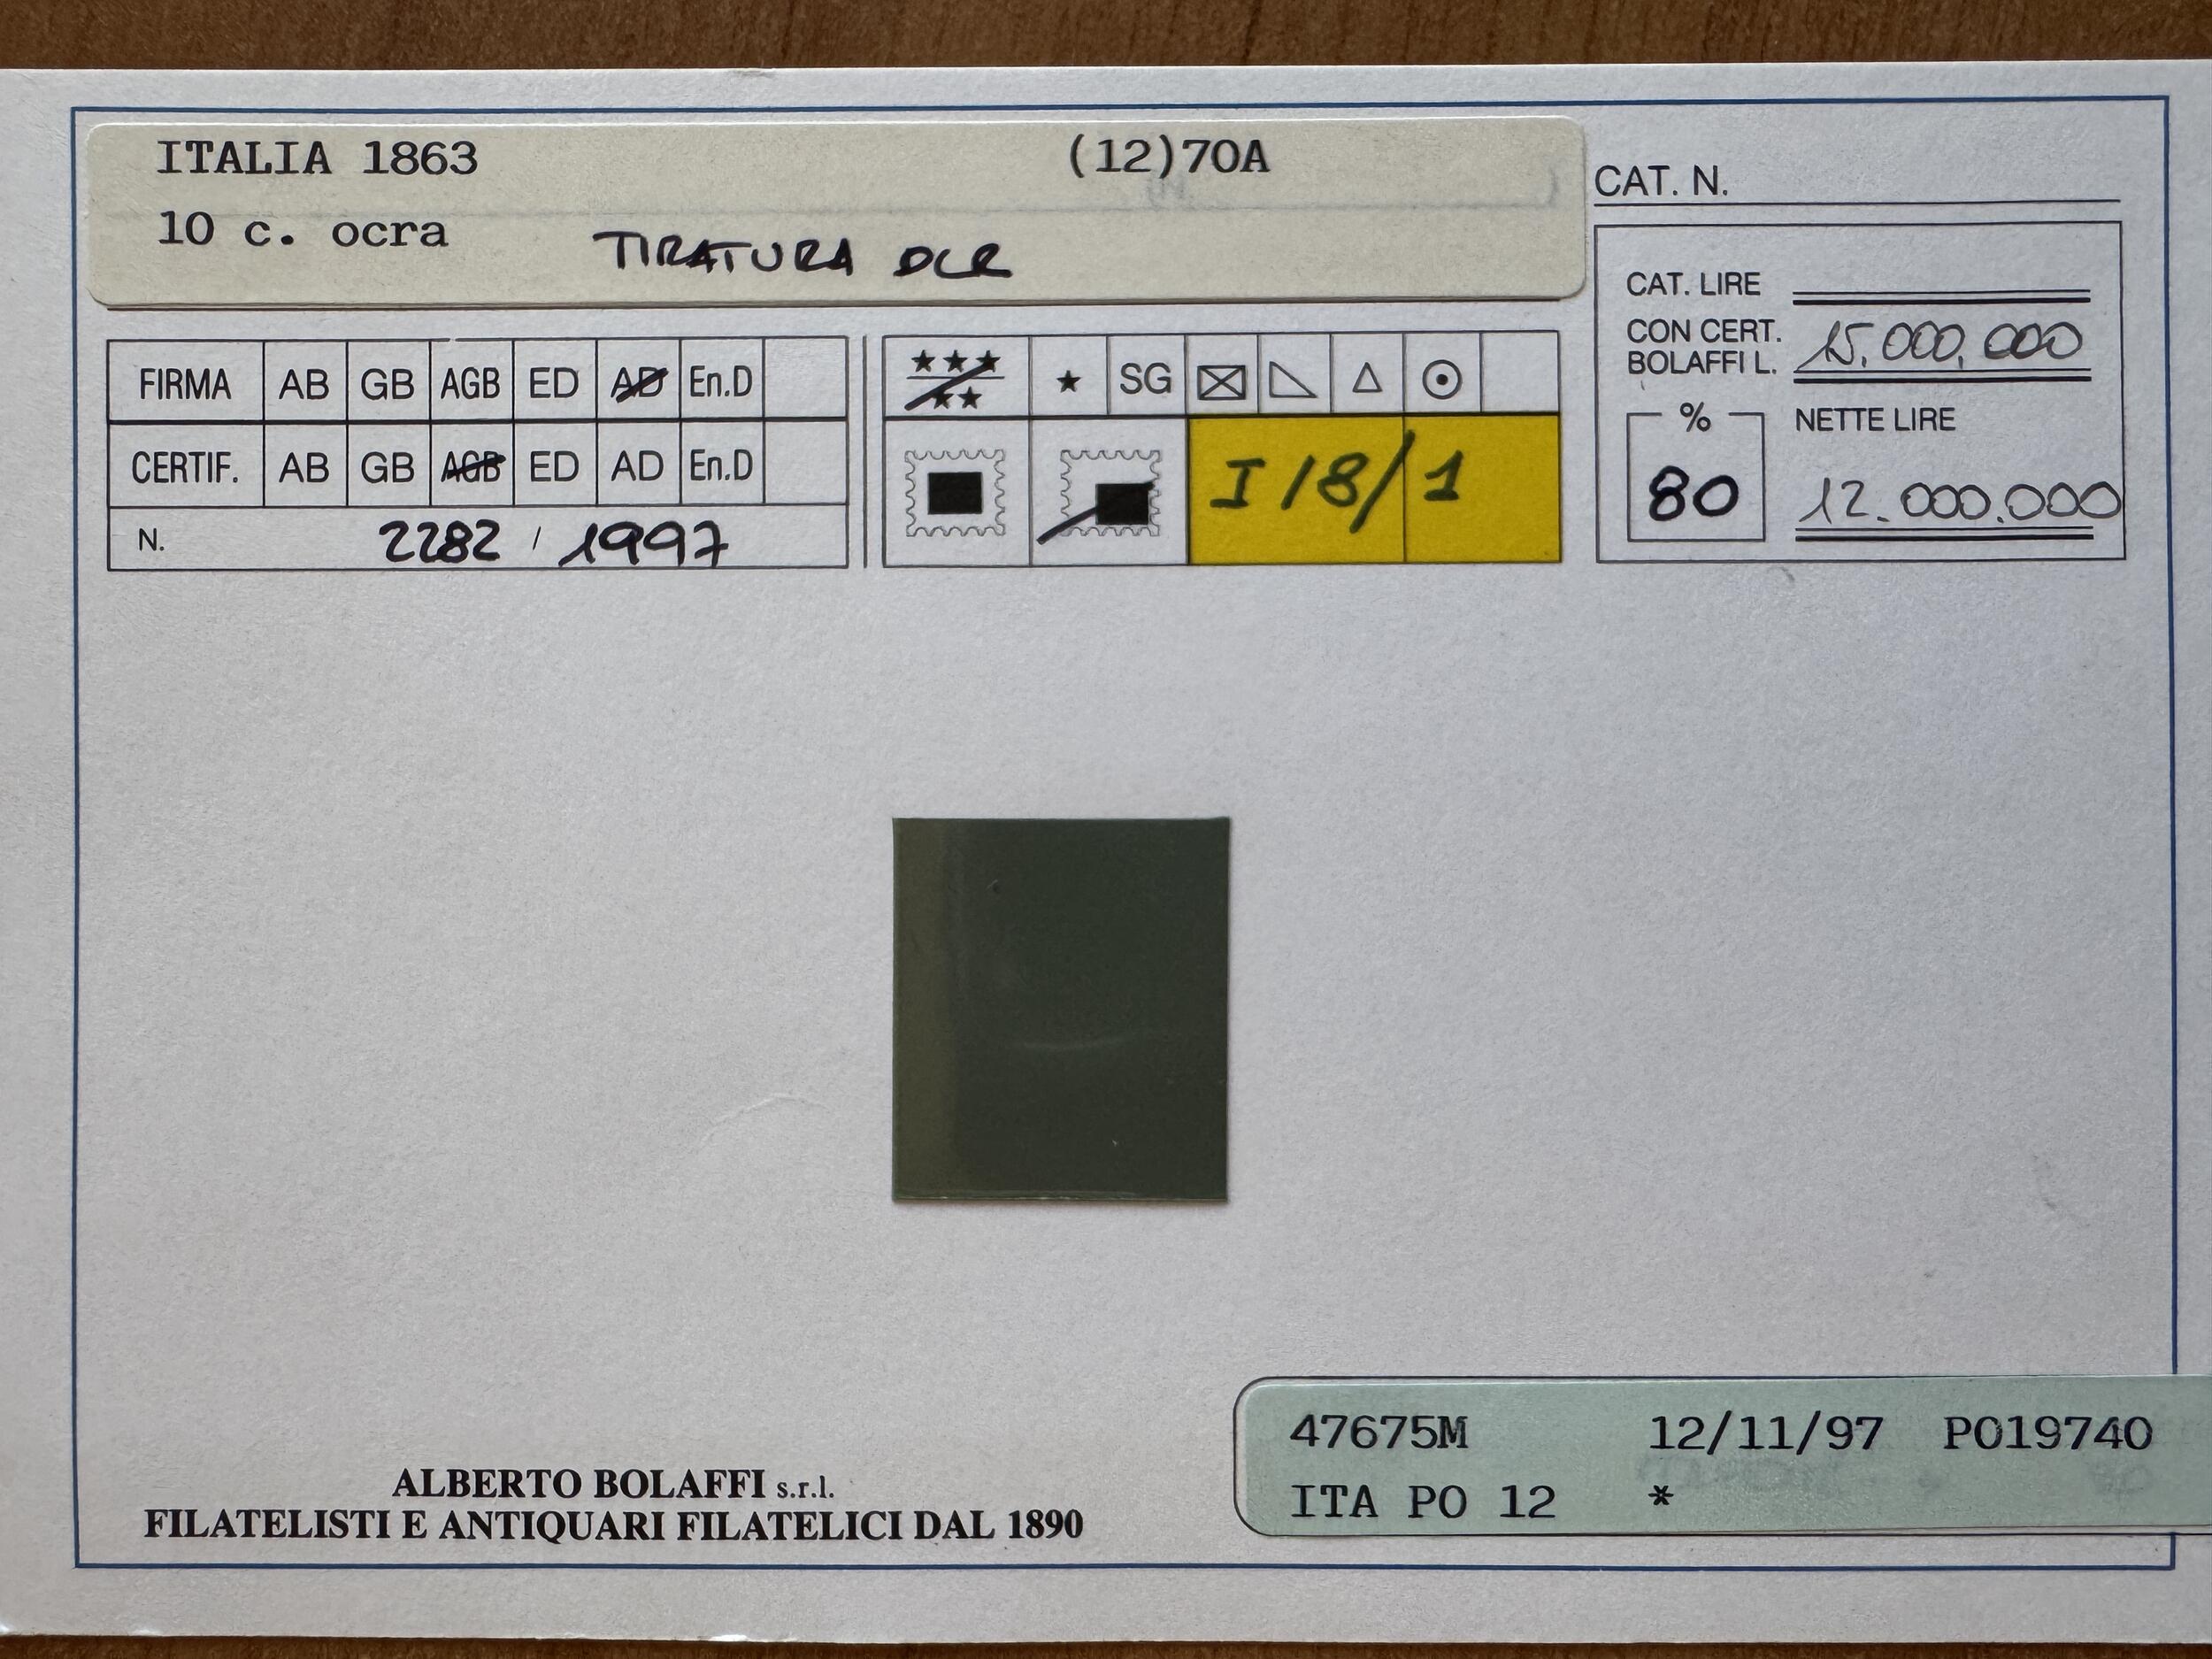 ITALIA 1863 (12)70A
10 c. ocra TIRATURA DLR
CAT. N.
CAT. LIRE
CON CERT.
BOLAFFI L. 15.000.000
% NETTE LIRE
80 12.000.000
FIRMA AB GB AGB ED AD En.D
CERTIF. AB GB AGB ED AD En.D
N. 2282 / 1997
★★★
★★ ★ SG
I/8/1
47675M 12/11/97 PO19740
ITA PO 12 *
ALBERTO BOLAFFI s.r.l.
FILATELISTI E ANTIQUARI FILATELICI DAL 1890